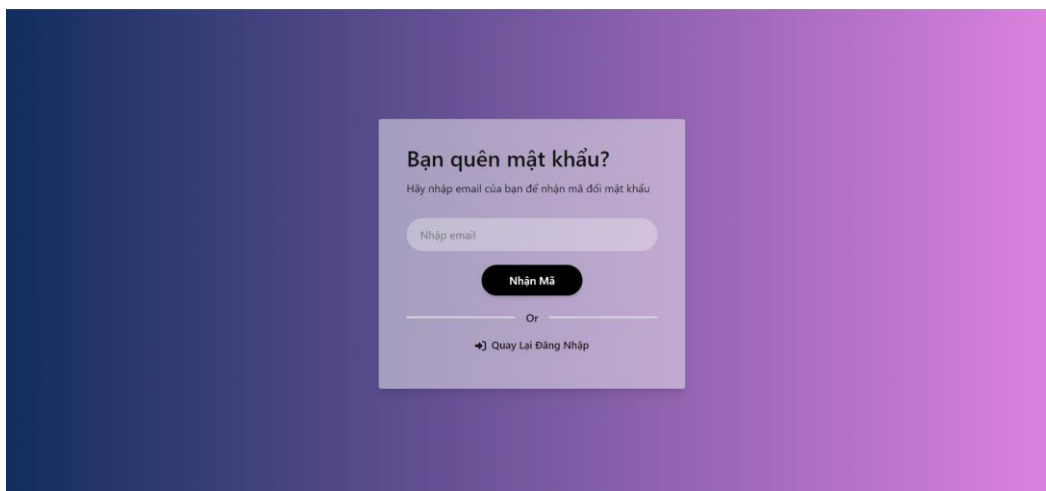 Bạn quên mật khẩu?
Hãy nhập email của bạn để nhận mã đổi mật khẩu
Nhập email
Nhận Mã
Or
Quay Lại Đăng Nhập